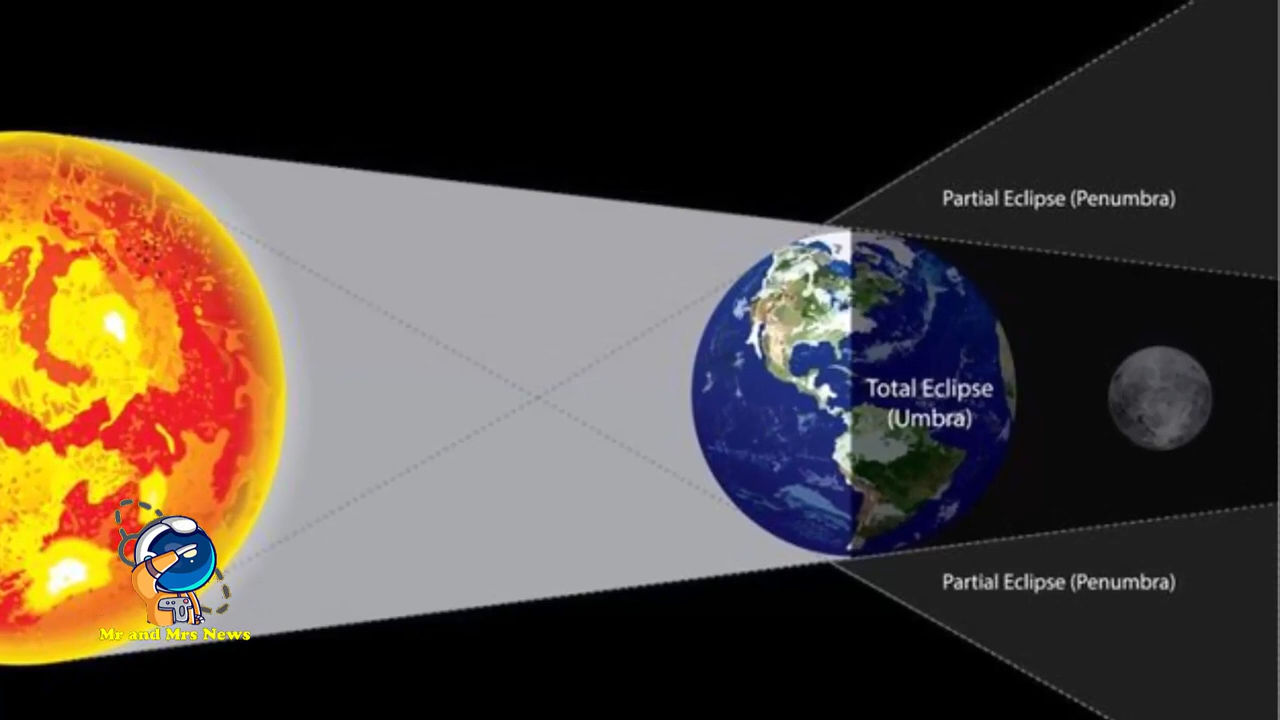 Partial Eclipse (Penumbra)
Total Eclipse
(Umbra)
Partial Eclipse (Penumbra)
Mr and Mrs News